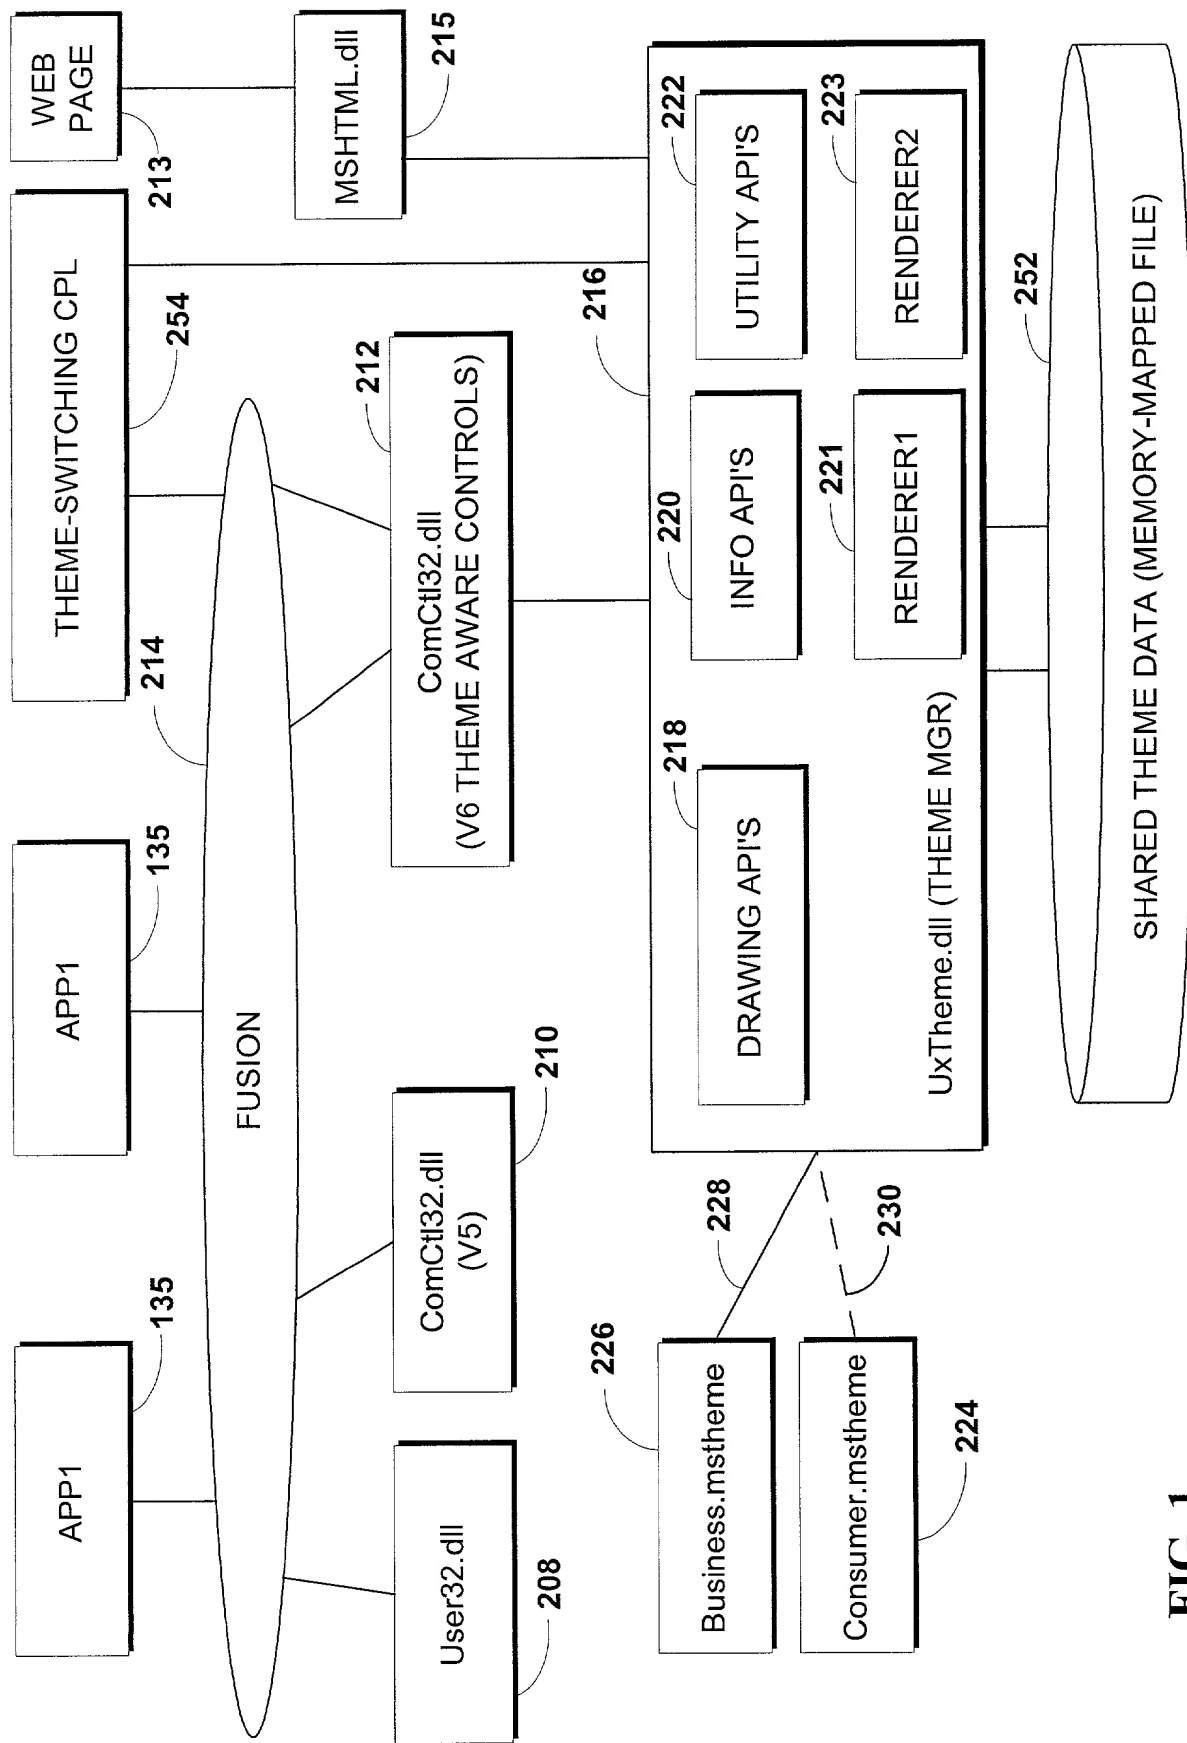 APP1
135
APP1
135
THEME-SWITCHING CPL
254
WEB
PAGE
213
214
FUSION
MSHTML.dll
215
User32.dll
208
ComCtl32.dll
(V5)
210
ComCtl32.dll
(V6 THEME AWARE CONTROLS)
212
216
Business.mstheme
226
228
Consumer.mstheme
224
230
DRAWING API'S
218
INFO API'S
220
UTILITY API'S
222
RENDERER1
221
RENDERER2
223
UxTheme.dll (THEME MGR)
252
SHARED THEME DATA (MEMORY-MAPPED FILE)
FIG. 1